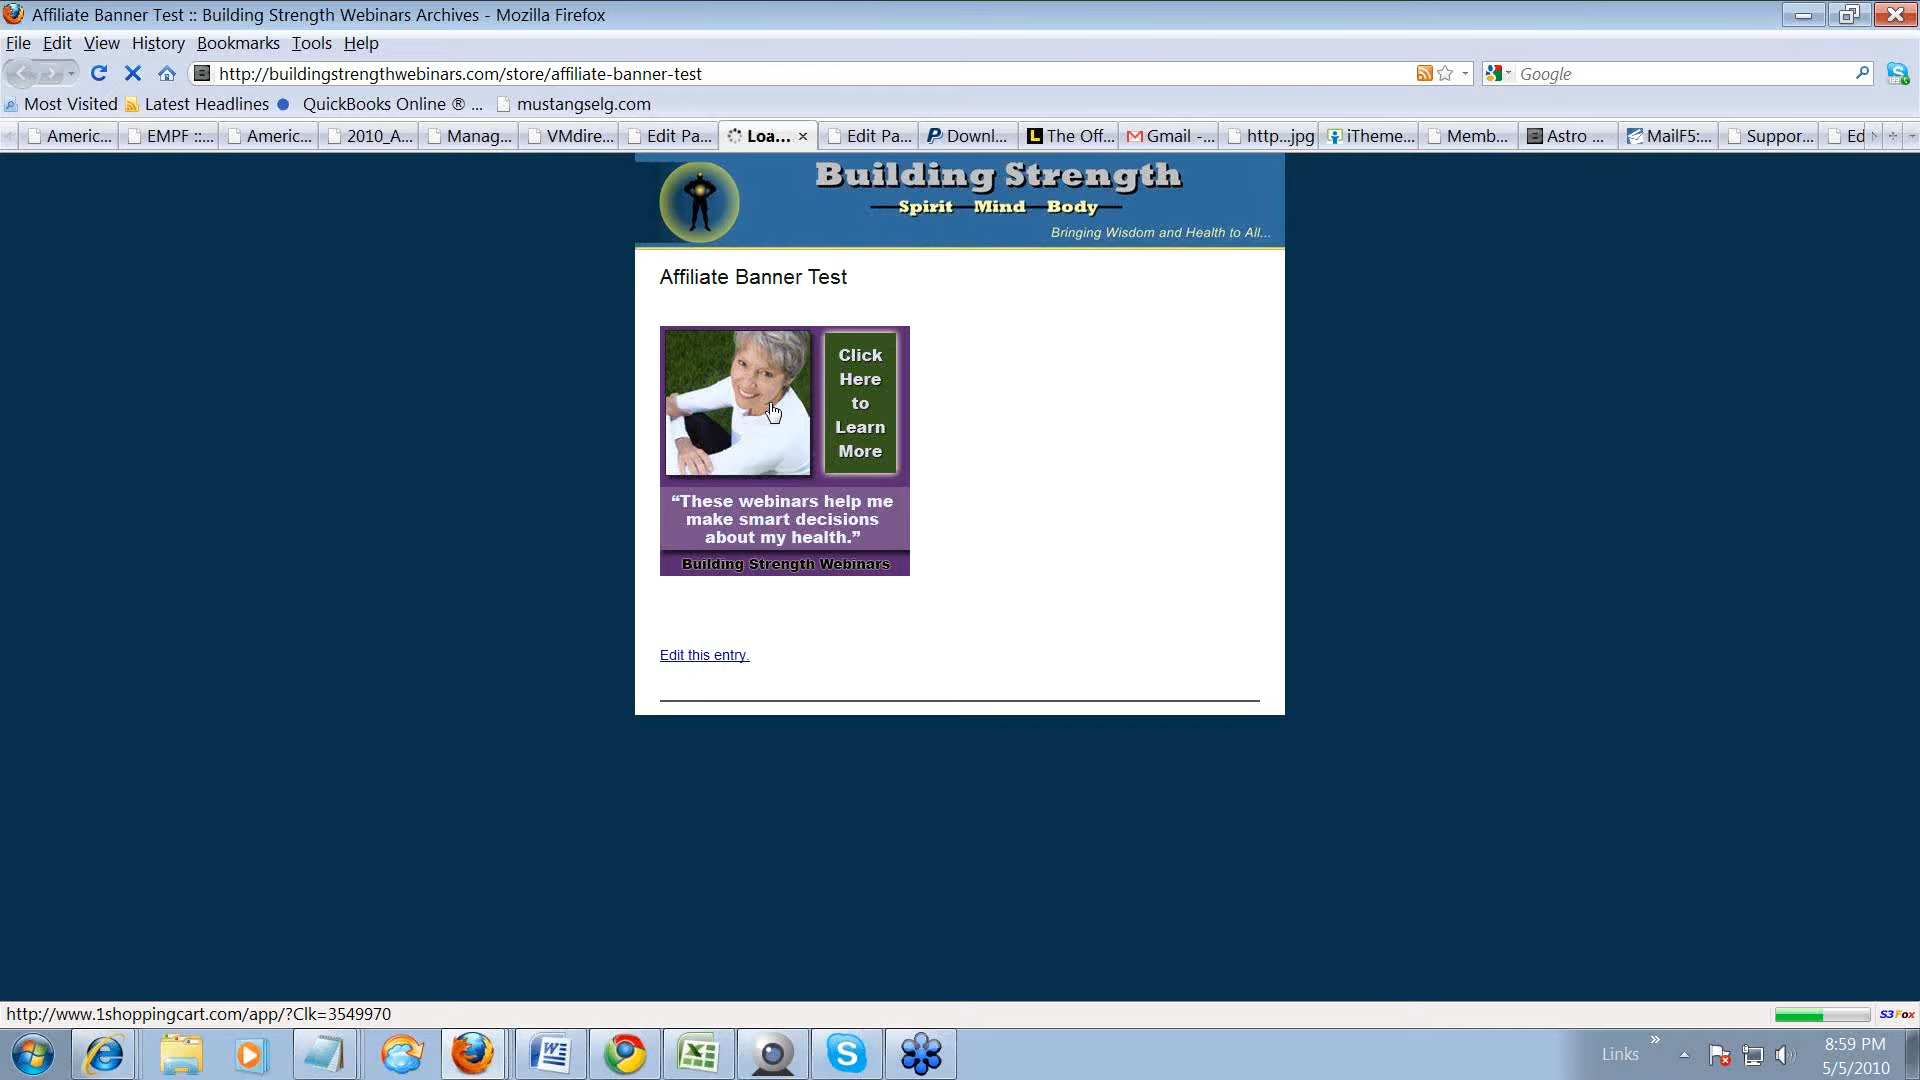 Affiliate Banner Test :: Building Strength Webinars Archives - Mozilla Firefox
File Edit View History Bookmarks Tools Help
http://buildingstrengthwebinars.com/store/affiliate-banner-test
Google
Most Visited Latest Headlines QuickBooks Online ® ... mustangselg.com
Americ... EMPF ::... Americ... 2010_A... Manag... VMdire... Edit Pa... Loa... Edit Pa... Downl... The Off... Gmail -... http...jpg iTheme... Memb... Astro ... MailF5:... Suppor... Ed
Building Strength
Spirit Mind Body
Bringing Wisdom and Health to All...
Affiliate Banner Test
Click
Here
to
Learn
More
“These webinars help me
make smart decisions
about my health.”
Building Strength Webinars
Edit this entry.
http://www.1shoppingcart.com/app/?Clk=3549970
S3Fox
Links
8:59 PM
5/5/2010